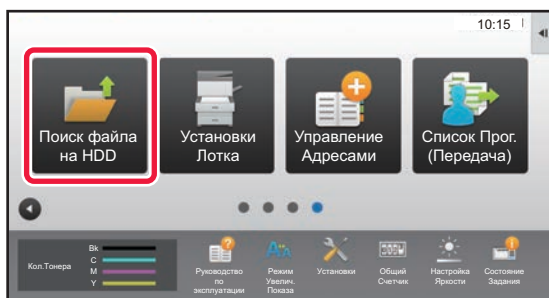 10:15
Поиск файла
на HDD
Установки
Лотка
Управление
Адресами
Список Прог.
(Передача)
Кол.Тонера
Bk
C
M
Y
Руководство
по
эксплуатации
Режим
Увелич.
Показа
Установки
Общий
Счетчик
Настройка
Яркости
Состояние
Задания